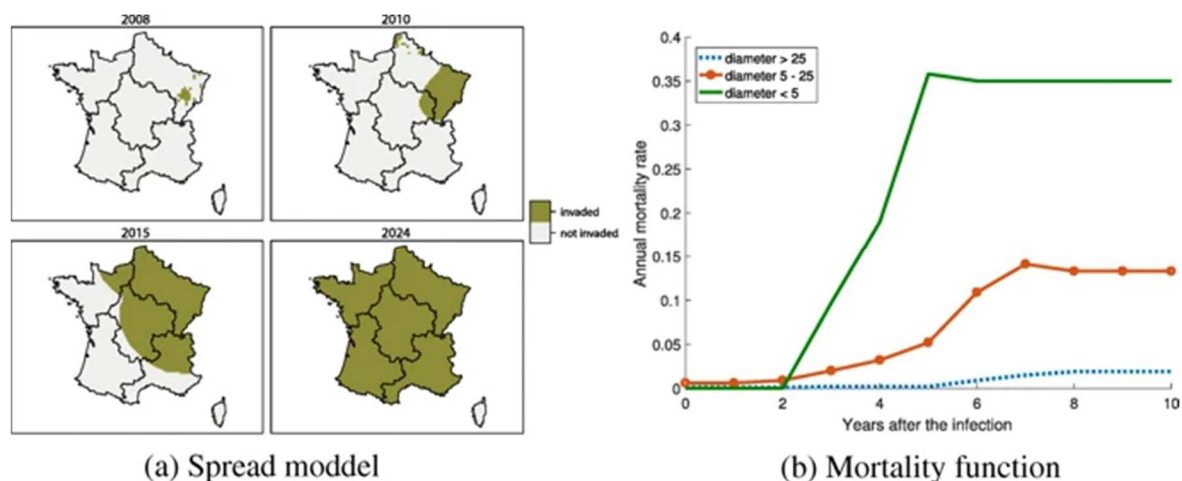 2008
2010
invaded
not invaded
2015
2024
(a) Spread moddel
0.4
0.35
0.3
0.25
0.2
0.15
0.1
0.05
0
Annual mortality rate
diameter > 25
diameter 5 - 25
diameter < 5
0 2 4 6 8 10
Years after the infection
(b) Mortality function